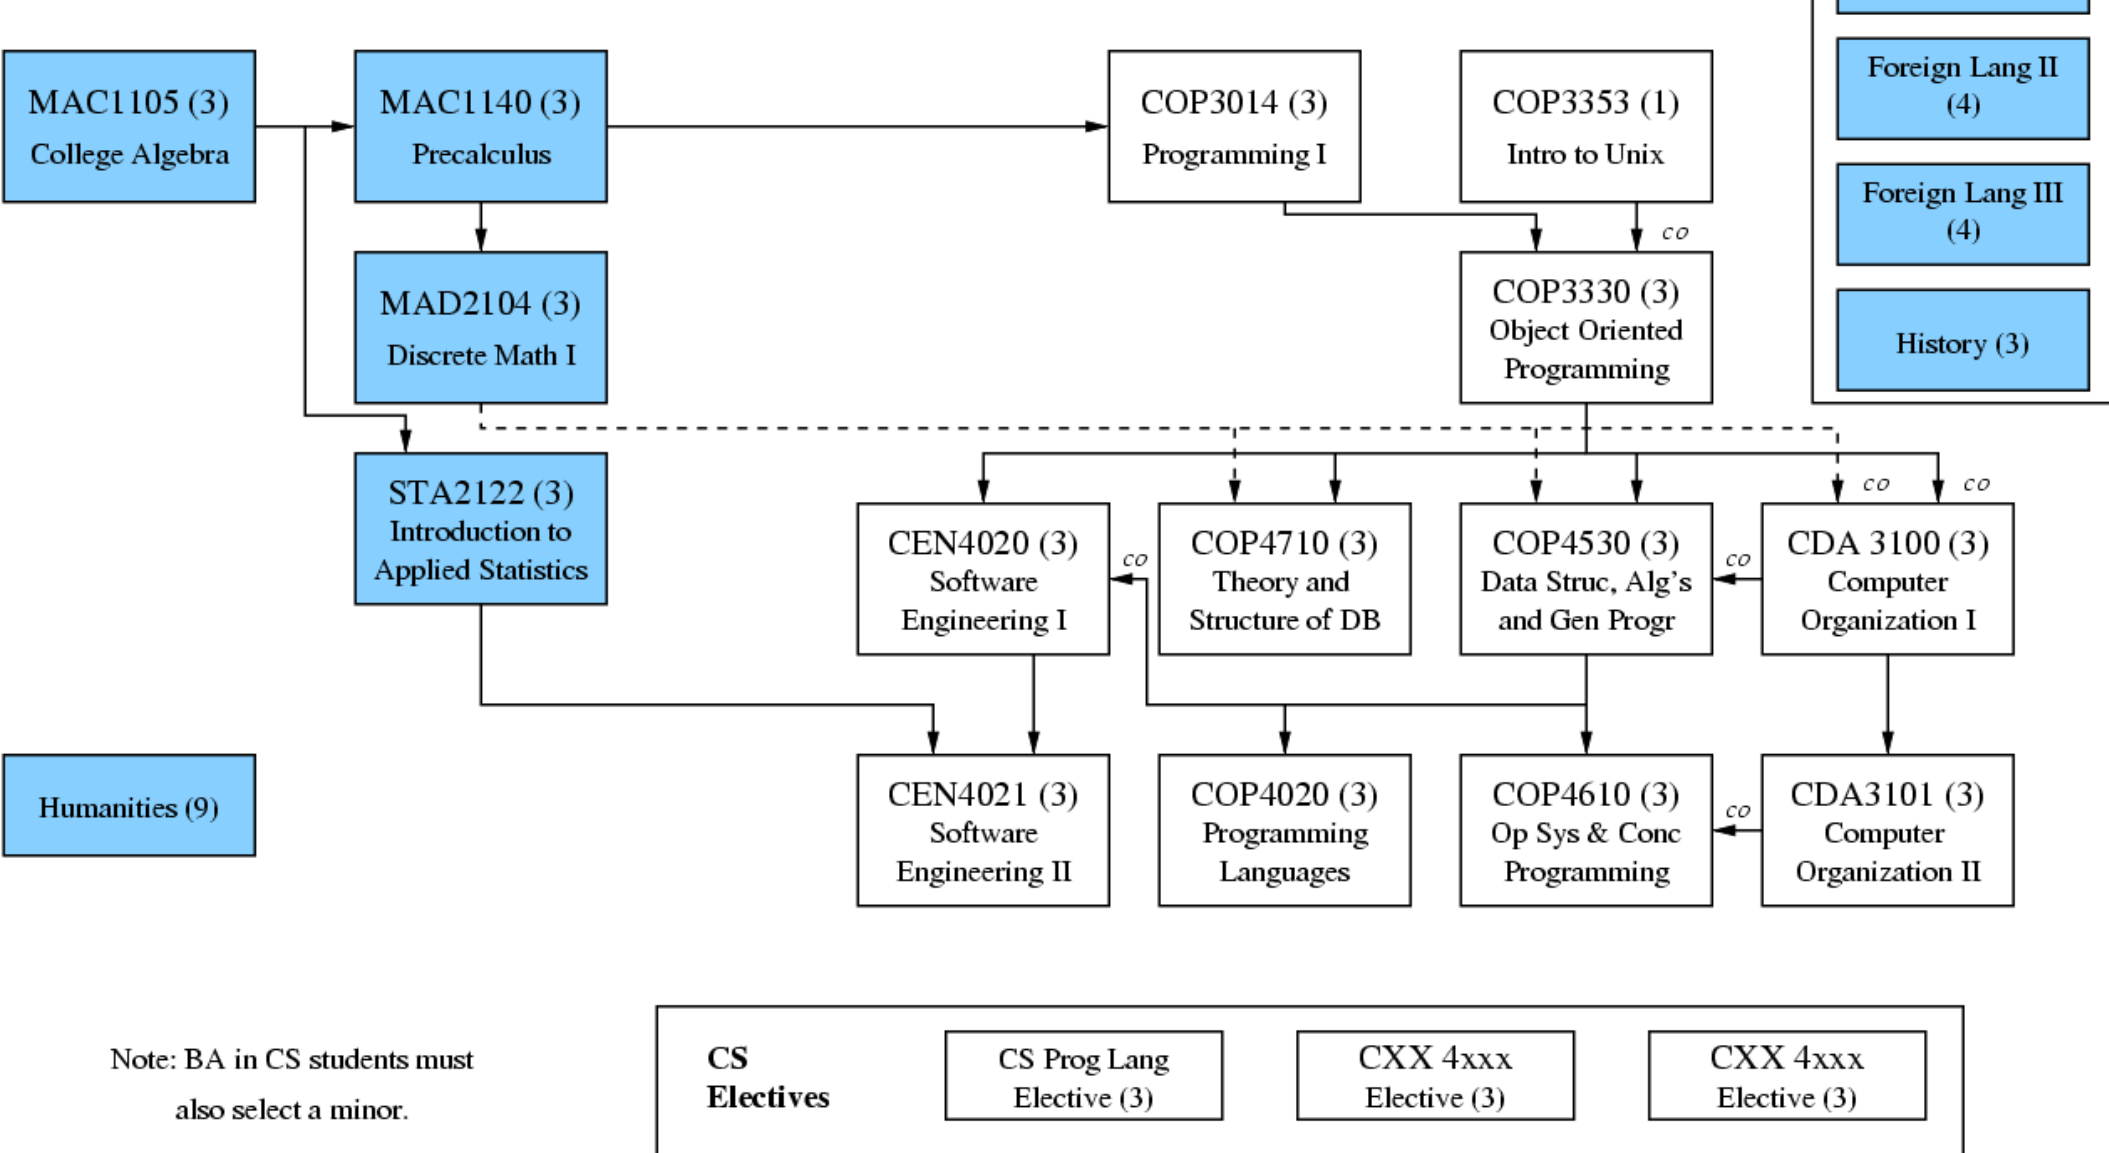 Foreign Lang II
(4)
MAC1105 (3)
College Algebra
MAC1140 (3)
Precalculus
COP3014 (3)
Programming I
COP3353 (1)
Intro to Unix
Foreign Lang III
(4)
co
MAD2104 (3)
Discrete Math I
COP3330 (3)
Object Oriented
Programming
History (3)
STA2122 (3)
Introduction to
Applied Statistics
co
co
CEN4020 (3)
Software
Engineering I
co
COP4710 (3)
Theory and
Structure of DB
COP4530 (3)
Data Struc, Alg's
and Gen Progr
co
CDA 3100 (3)
Computer
Organization I
Humanities (9)
CEN4021 (3)
Software
Engineering II
COP4020 (3)
Programming
Languages
COP4610 (3)
Op Sys & Conc
Programming
co
CDA3101 (3)
Computer
Organization II
Note: BA in CS students must
also select a minor.
CS
Electives
CS Prog Lang
Elective (3)
CXX 4xxx
Elective (3)
CXX 4xxx
Elective (3)